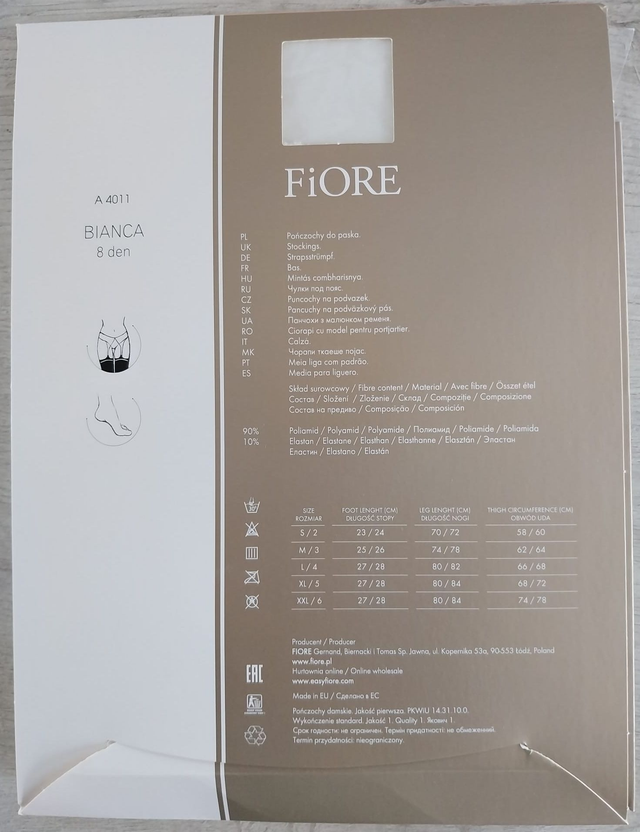 FiORE
A 4011
BIANCA
8 den
PL Pończochy do paska.
UK Stockings.
DE Strapsstrümpf.
FR Bas.
HU Mintás combharisnya.
RU Чулки под пояс.
CZ Puncochy na podvazek.
SK Pancuchy na podväzkový pás.
UA Панчохи з малюнком ременя.
RO Ciorapi cu model pentru portjartier.
IT Calza.
MK Чорапи ткаеше појас.
PT Meia liga com padrão.
ES Media para liguero.
Skład surowcowy / Fibre content / Material / Avec fibre / Összet étel
Состав / Složení / Zloženie / Склад / Compoziţie / Composizione
Состав на предиво / Composição / Composición
90% Poliamid / Polyamid / Polyamide / Полиамид / Poliamide / Poliamida
10% Elastan / Elastane / Elasthan / Elasthanne / Elasztán / Эластан
Еластин / Elastano / Elastán
SIZE FOOT LENGHT (CM) LEG LENGHT (CM) THIGH CIRCUMFERENCE (CM)
ROZMIAR DŁUGOŚĆ STOPY DŁUGOŚĆ NOGI OBWÓD UDA
S / 2 23 / 24 70 / 72 58 / 60
M / 3 25 / 26 74 / 78 62 / 64
L / 4 27 / 28 80 / 82 66 / 68
XL / 5 27 / 28 80 / 84 68 / 72
XXL / 6 27 / 28 80 / 84 74 / 78
Producent / Producer
FIORE Gernand, Biernacki i Tomas Sp. Jawna, ul. Kopernika 53a, 90-553 Łódź, Poland
www.fiore.pl
Hurtownia online / Online wholesale
www.easyfiore.com
EAC
Made in EU / Сделано в ЕС
Pończochy damskie. Jakość pierwsza. PKWIU 14.31.10.0.
Wykończenie standard. Jakość 1. Quality 1. Якович 1.
Срок годности: не ограничен. Термін придатності: не обмежений.
Termin przydatności: nieograniczony.